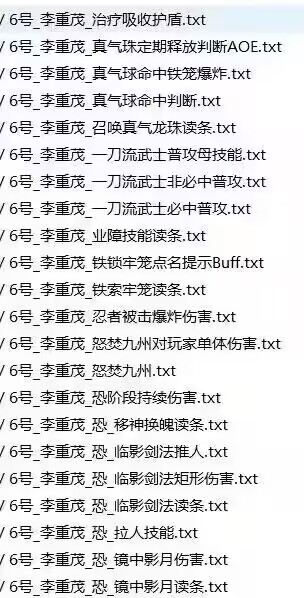 / 6号_李重茂_治疗吸收护盾.txt
/ 6号_李重茂_真气珠定期释放判断AOE.txt
/ 6号_李重茂_真气球命中铁笼爆炸.txt
/ 6号_李重茂_真气球命中判断.txt
/ 6号_李重茂_召唤真气龙珠读条.txt
/ 6号_李重茂_一刀流武士普攻母技能.txt
/ 6号_李重茂_一刀流武士非必中普攻.txt
/ 6号_李重茂_一刀流武士必中普攻.txt
/ 6号_李重茂_业障技能读条.txt
/ 6号_李重茂_铁锁牢笼点名提示Buff.txt
/ 6号_李重茂_铁索牢笼读条.txt
/ 6号_李重茂_忍者被击爆炸伤害.txt
/ 6号_李重茂_怒焚九州对玩家单体伤害.txt
/ 6号_李重茂_怒焚九州.txt
/ 6号_李重茂_恐阶段持续伤害.txt
/ 6号_李重茂_恐_移神换魄读条.txt
/ 6号_李重茂_恐_临影剑法推人.txt
/ 6号_李重茂_恐_临影剑法矩形伤害.txt
/ 6号_李重茂_恐_临影剑法读条.txt
/ 6号_李重茂_恐_拉人技能.txt
/ 6号_李重茂_恐_镜中影月伤害.txt
/ 6号_李重茂_恐_镜中影月读条.txt